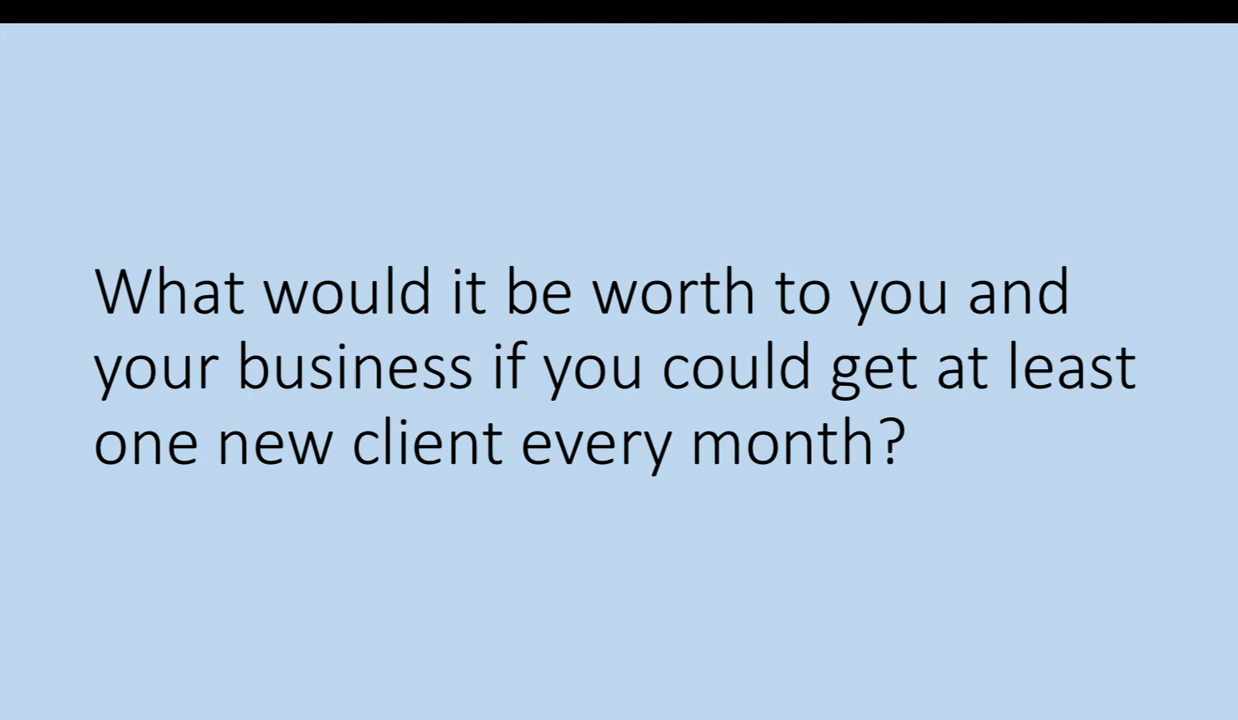 What would it be worth to you and
your business if you could get at least
one new client every month?